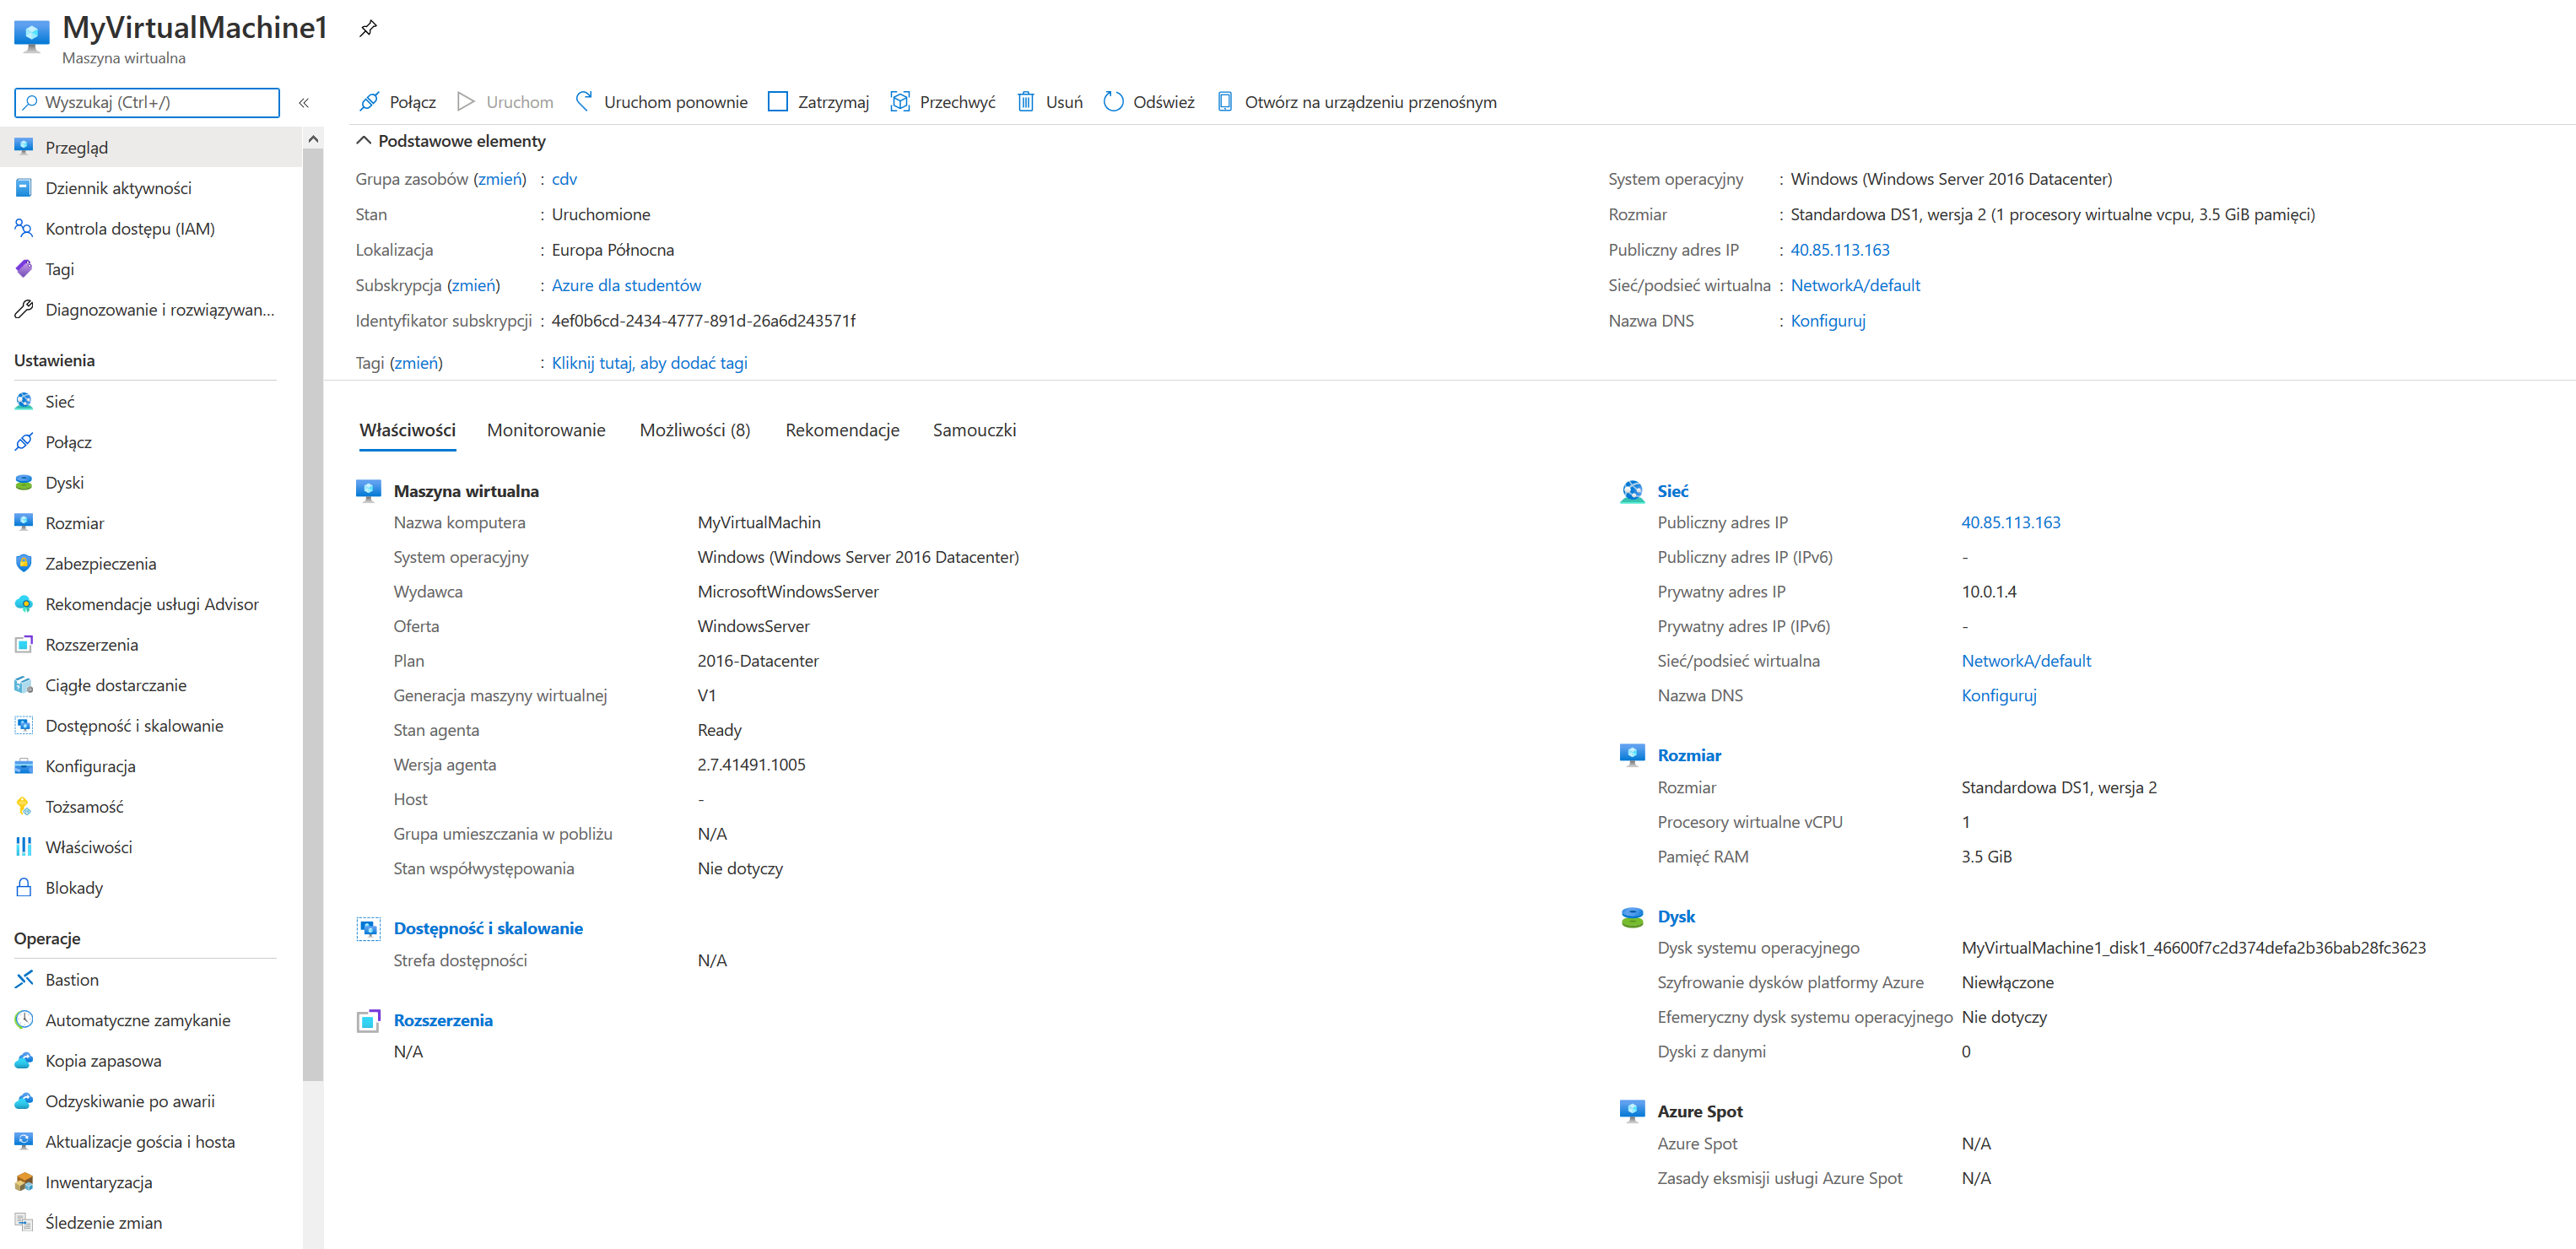 MyVirtualMachine1
Maszyna wirtualna
Wyszukaj (Ctrl+/)
«
Przegląd
Dziennik aktywności
Kontrola dostępu (IAM)
Tagi
Diagnozowanie i rozwiązywan...
Ustawienia
Sieć
Połącz
Dyski
Rozmiar
Zabezpieczenia
Rekomendacje usługi Advisor
Rozszerzenia
Ciągłe dostarczanie
Dostępność i skalowanie
Konfiguracja
Tożsamość
Właściwości
Blokady
Operacje
Bastion
Automatyczne zamykanie
Kopia zapasowa
Odzyskiwanie po awarii
Aktualizacje gościa i hosta
Inwentaryzacja
Śledzenie zmian
Połącz Uruchom Uruchom ponownie Zatrzymaj Przechwyć Usuń Odśwież Otwórz na urządzeniu przenośnym
Podstawowe elementy
Grupa zasobów (zmień) : cdv
Stan : Uruchomione
Lokalizacja : Europa Północna
Subskrypcja (zmień) : Azure dla studentów
Identyfikator subskrypcji : 4ef0b6cd-2434-4777-891d-26a6d243571f
Tagi (zmień) : Kliknij tutaj, aby dodać tagi
System operacyjny : Windows (Windows Server 2016 Datacenter)
Rozmiar : Standardowa DS1, wersja 2 (1 procesory wirtualne vcpu, 3.5 GiB pamięci)
Publiczny adres IP : 40.85.113.163
Sieć/podsieć wirtualna : NetworkA/default
Nazwa DNS : Konfiguruj
Właściwości Monitorowanie Możliwości (8) Rekomendacje Samouczki
Maszyna wirtualna
Nazwa komputera MyVirtualMachin
System operacyjny Windows (Windows Server 2016 Datacenter)
Wydawca MicrosoftWindowsServer
Oferta WindowsServer
Plan 2016-Datacenter
Generacja maszyny wirtualnej V1
Stan agenta Ready
Wersja agenta 2.7.41491.1005
Host -
Grupa umieszczania w pobliżu N/A
Stan współwystępowania Nie dotyczy
Dostępność i skalowanie
Strefa dostępności N/A
Rozszerzenia
N/A
Sieć
Publiczny adres IP 40.85.113.163
Publiczny adres IP (IPv6) -
Prywatny adres IP 10.0.1.4
Prywatny adres IP (IPv6) -
Sieć/podsieć wirtualna NetworkA/default
Nazwa DNS Konfiguruj
Rozmiar
Rozmiar Standardowa DS1, wersja 2
Procesory wirtualne vCPU 1
Pamięć RAM 3.5 GiB
Dysk
Dysk systemu operacyjnego MyVirtualMachine1_disk1_46600f7c2d374defa2b36bab28fc3623
Szyfrowanie dysków platformy Azure Niewłączone
Efemeryczny dysk systemu operacyjnego Nie dotyczy
Dyski z danymi 0
Azure Spot
Azure Spot N/A
Zasady eksmisji usługi Azure Spot N/A